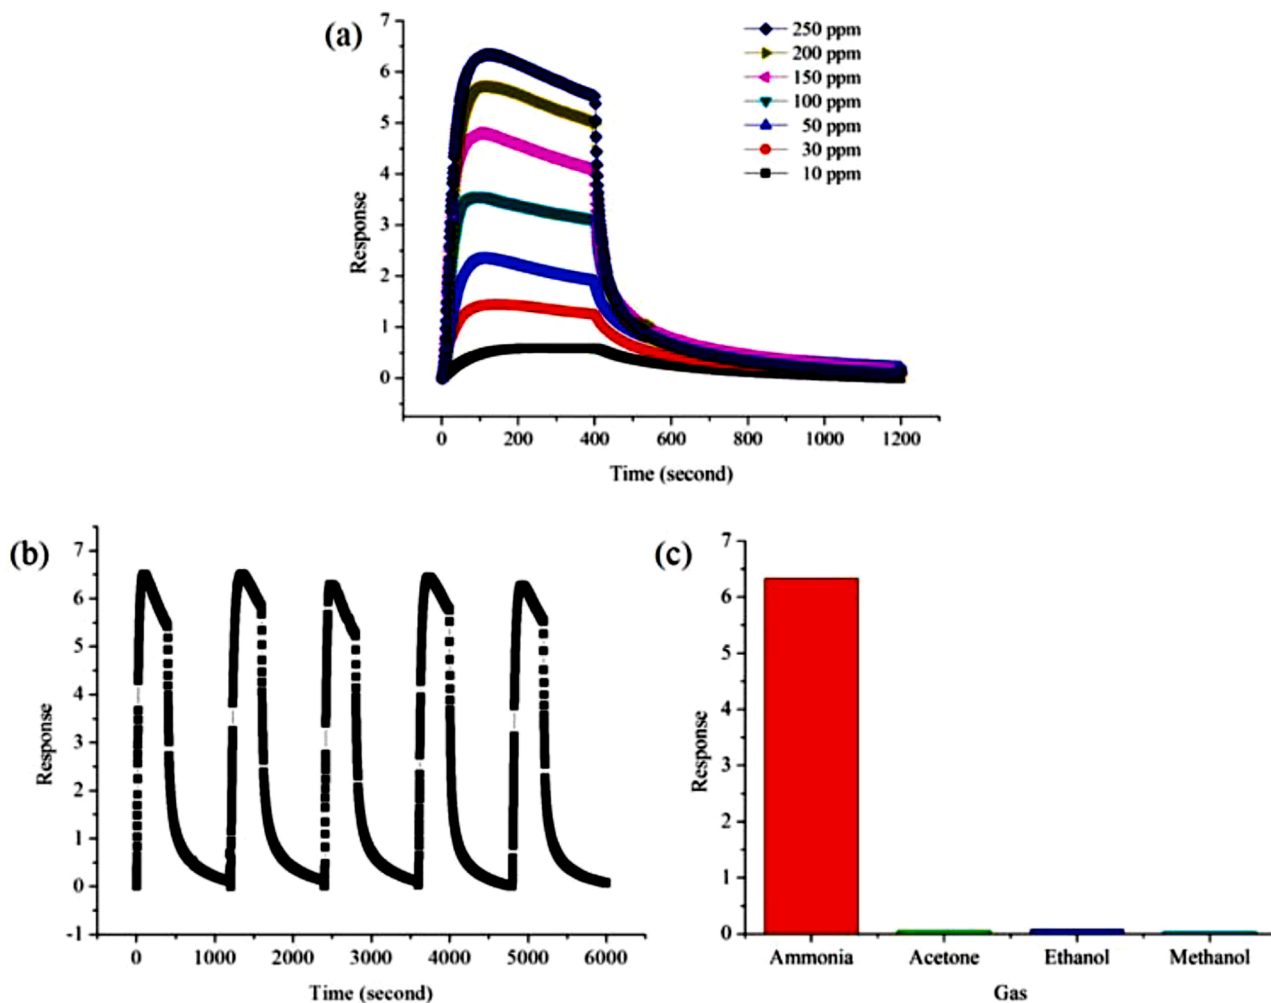 (a)
7
6
5
4
3
2
1
0
Response
0 200 400 600 800 1000 1200
Time (second)
250 ppm
200 ppm
150 ppm
100 ppm
50 ppm
30 ppm
10 ppm
(b)
7
6
5
4
3
2
1
0
-1
Response
0 1000 2000 3000 4000 5000 6000
Time (second)
(c)
7
6
5
4
3
2
1
0
Response
Ammonia Acetone Ethanol Methanol
Gas